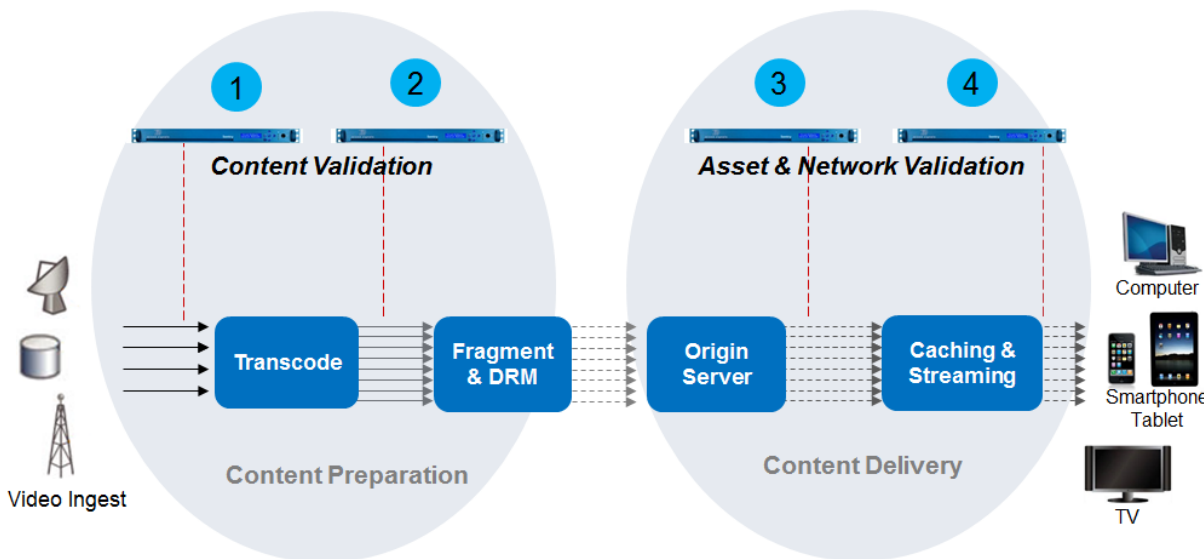 1
2
3
4
Content Validation
Asset & Network Validation
Computer
Transcode
Fragment
& DRM
Origin
Server
Caching &
Streaming
Smartphone
Tablet
Content Preparation
Content Delivery
Video Ingest
TV